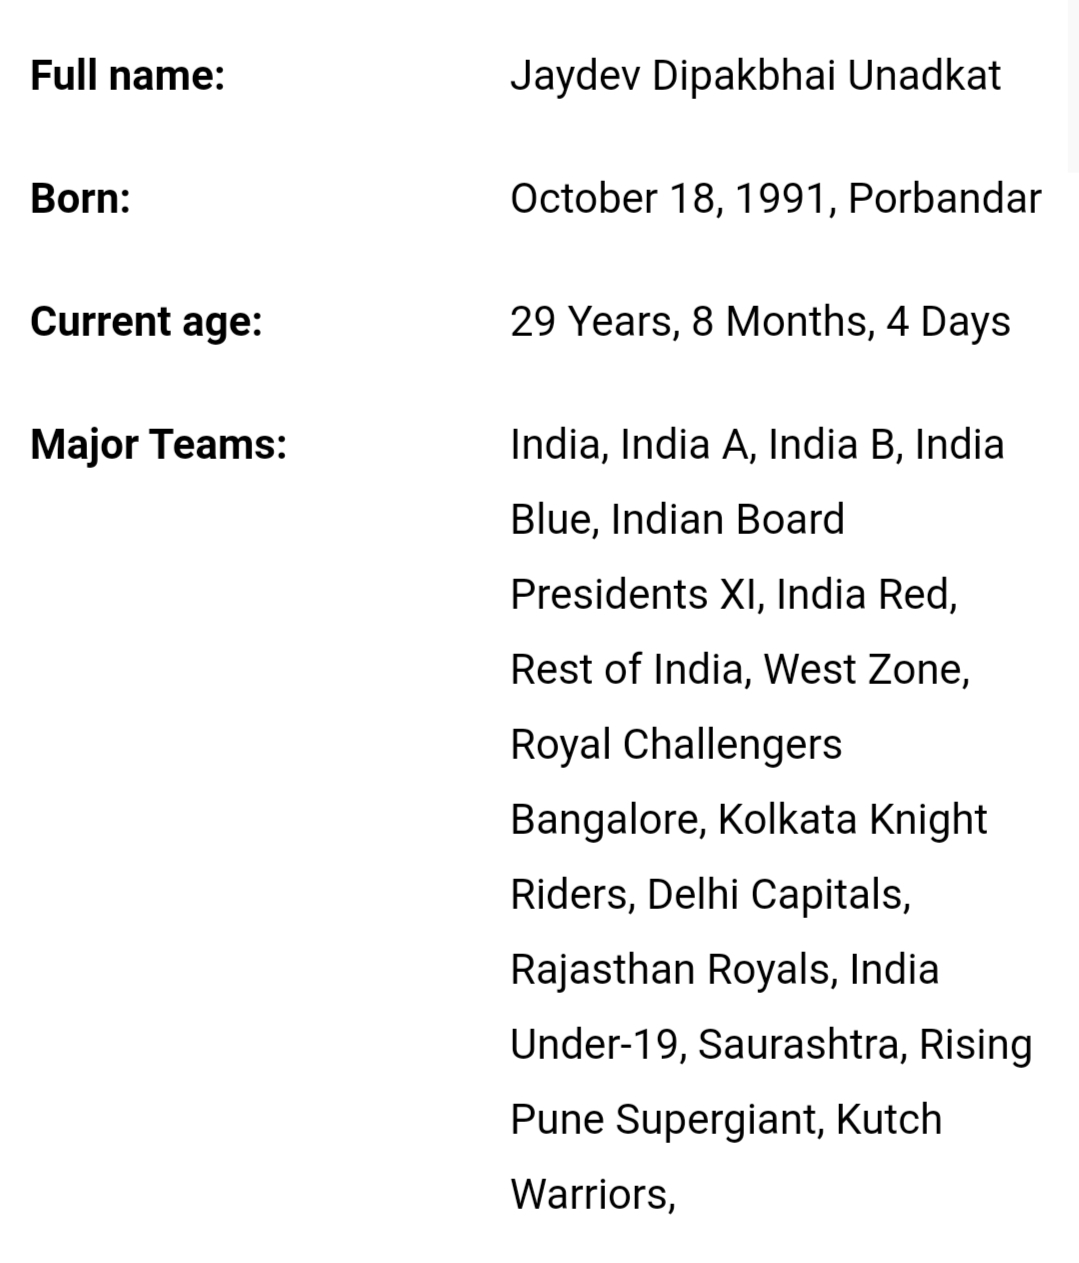 Full name: Jaydev Dipakbhai Unadkat
Born: October 18, 1991, Porbandar
Current age: 29 Years, 8 Months, 4 Days
Major Teams: India, India A, India B, India
Blue, Indian Board
Presidents XI, India Red,
Rest of India, West Zone,
Royal Challengers
Bangalore, Kolkata Knight
Riders, Delhi Capitals,
Rajasthan Royals, India
Under-19, Saurashtra, Rising
Pune Supergiant, Kutch
Warriors,